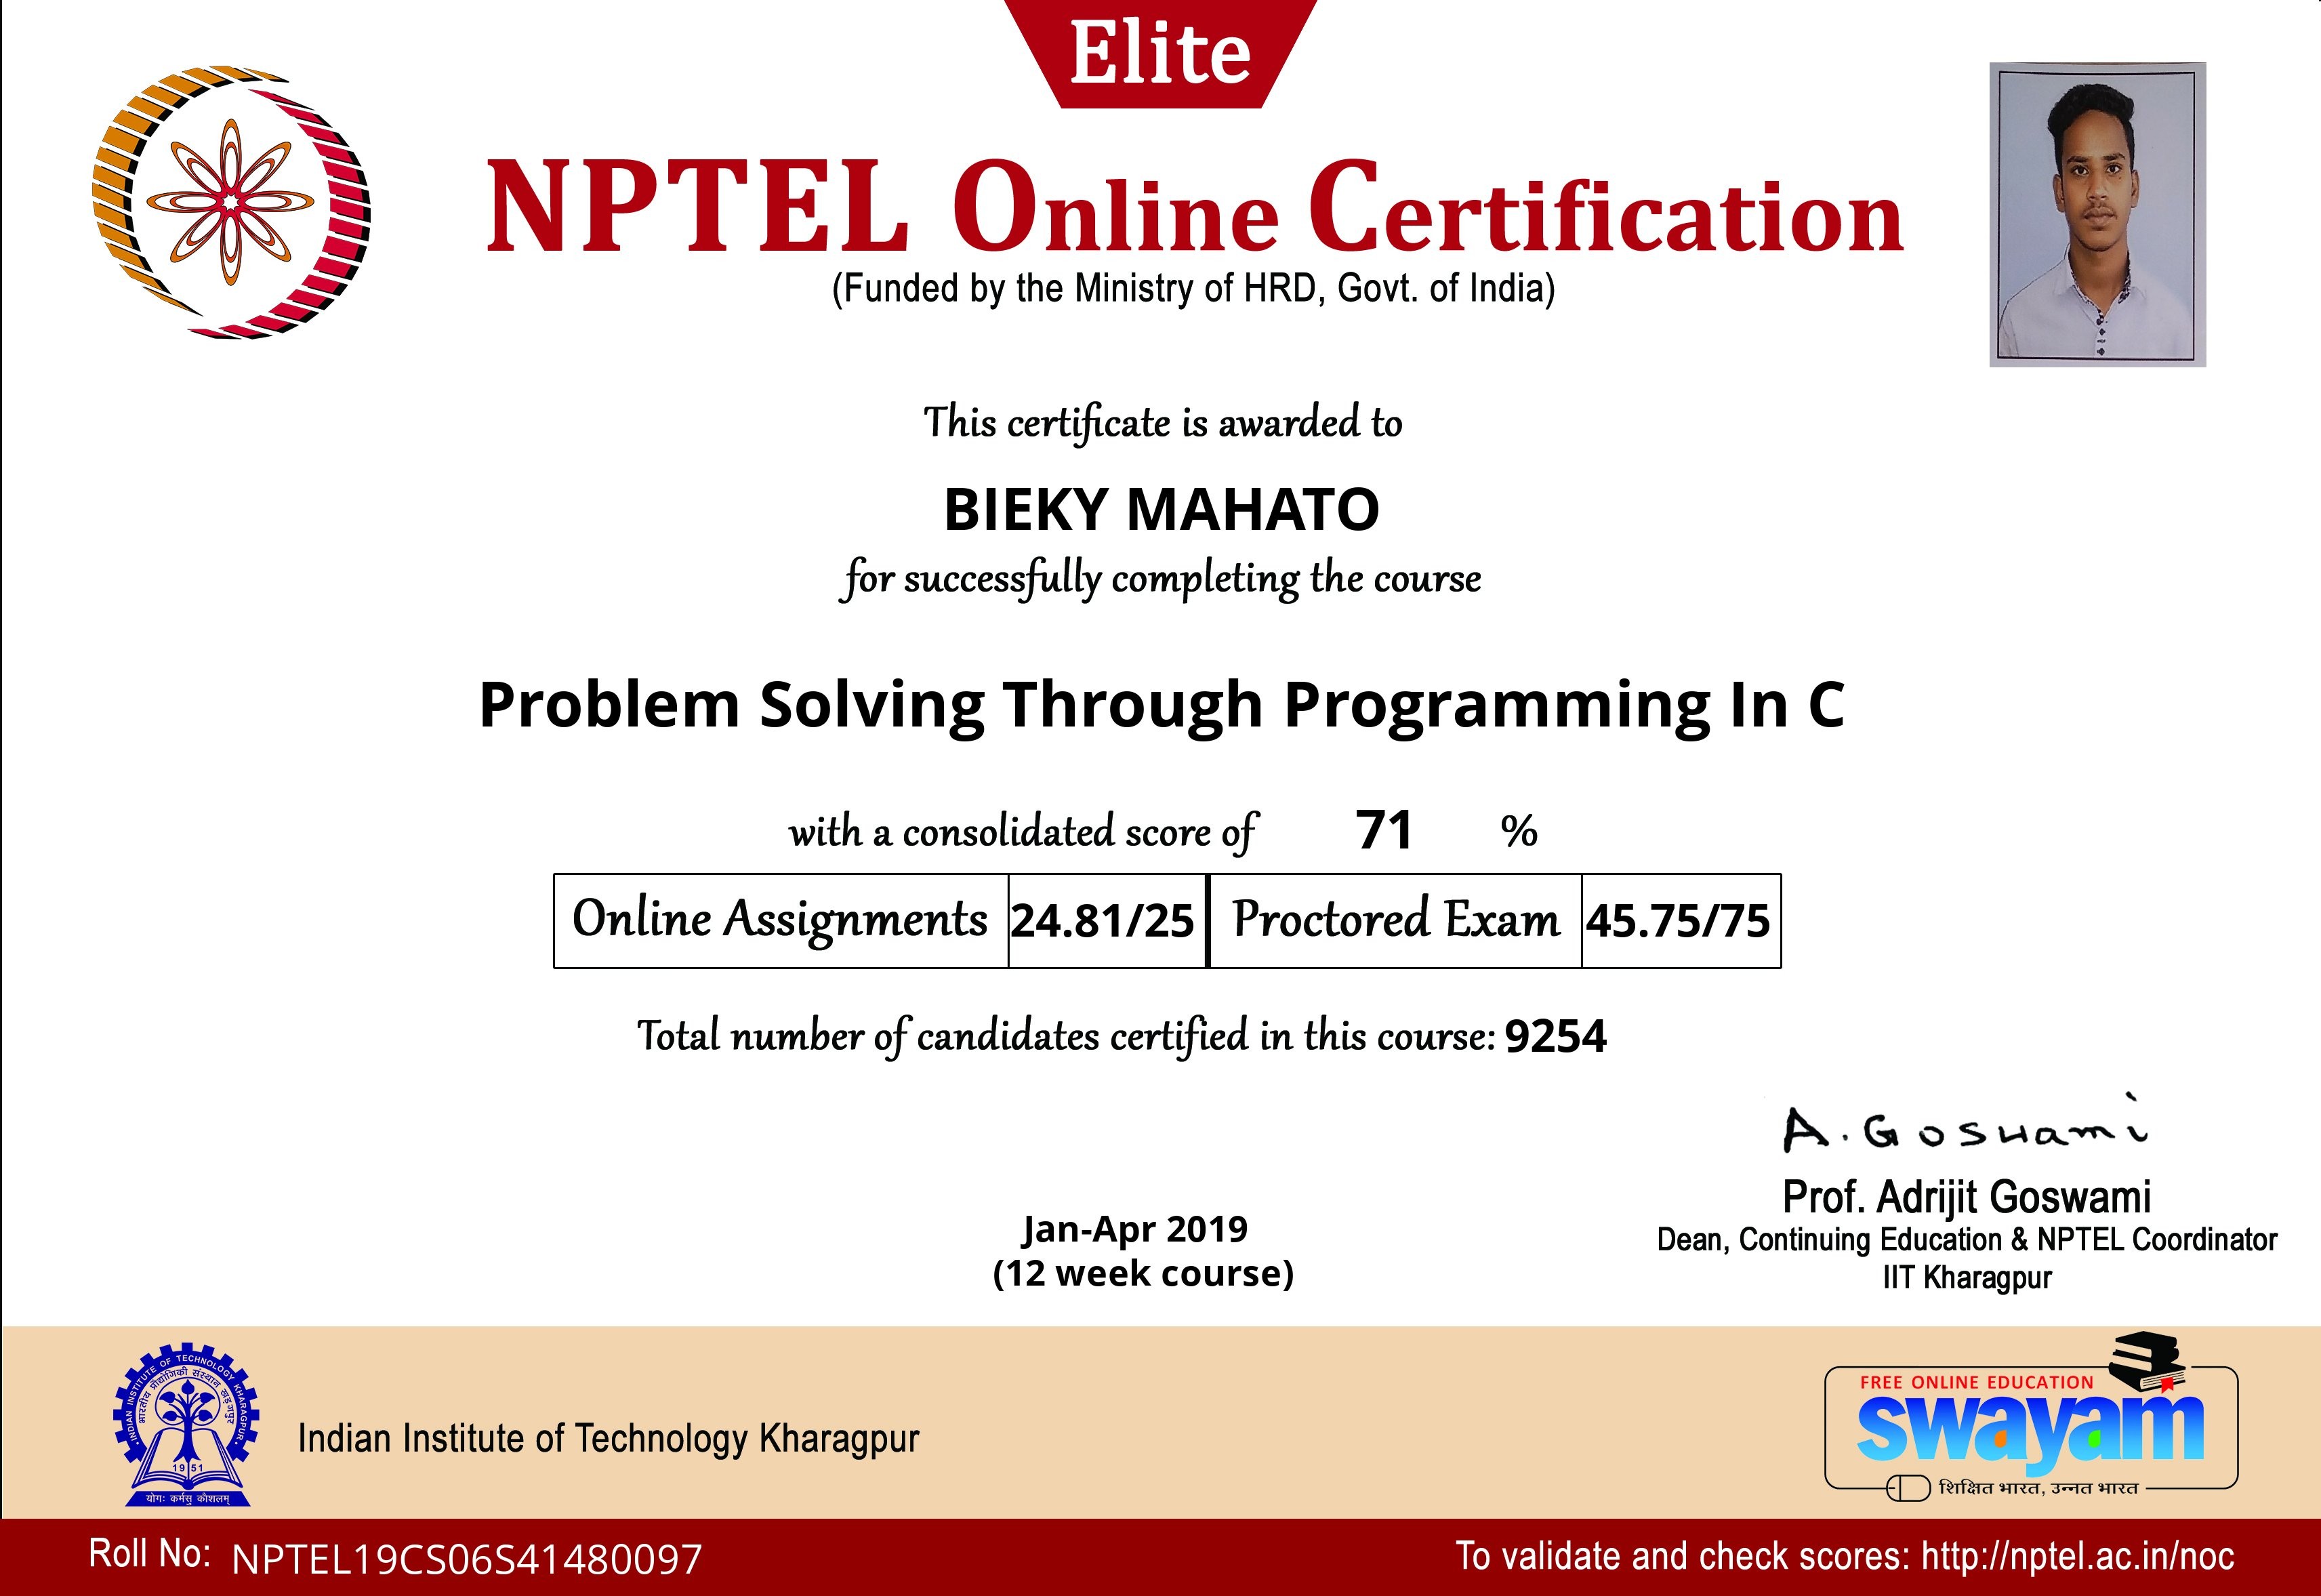 Elite
NPTEL Online Certification
(Funded by the Ministry of HRD, Govt. of India)
This certificate is awarded to
BIEKY MAHATO
for successfully completing the course
Problem Solving Through Programming In C
with a consolidated score of 71 %
Online Assignments 24.81/25 Proctored Exam 45.75/75
Total number of candidates certified in this course: 9254
A. Goswami
Prof. Adrijit Goswami
Dean, Continuing Education & NPTEL Coordinator
IIT Kharagpur
Jan-Apr 2019
(12 week course)
INDIAN INSTITUTE OF TECHNOLOGY KHARAGPUR
भारतीय प्रौद्योगिकी संस्थान खड़गपुर
1951
योगः कर्मसु कौशलम्
Indian Institute of Technology Kharagpur
FREE ONLINE EDUCATION
swayam
शिक्षित भारत, उन्नत भारत
Roll No: NPTEL19CS06S41480097
To validate and check scores: http://nptel.ac.in/noc